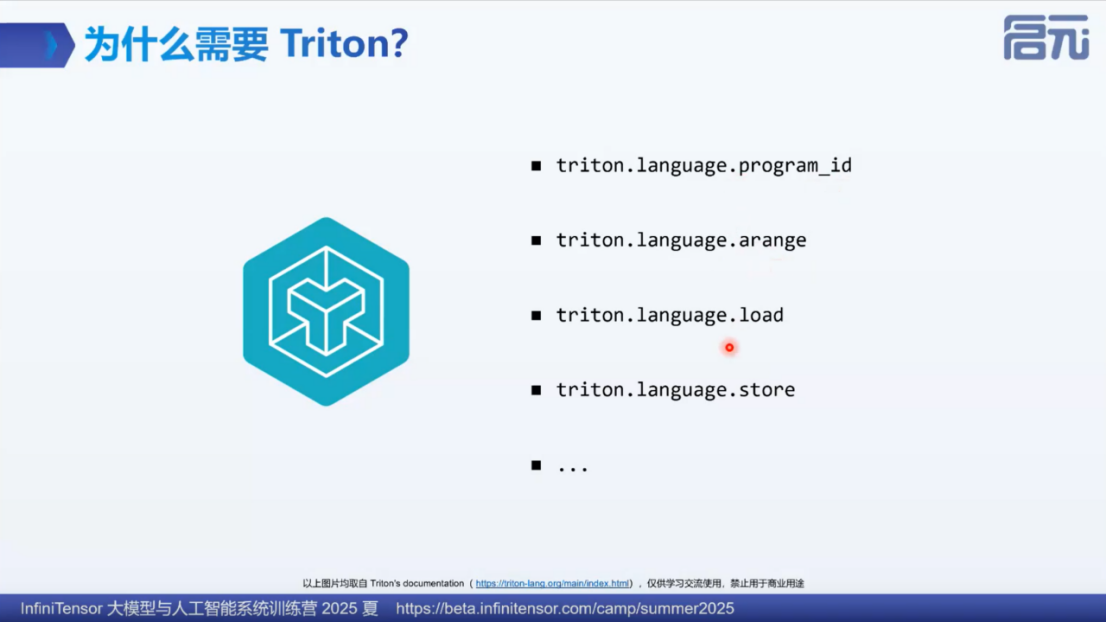 为什么需要 Triton?
启元
■ triton.language.program_id
■ triton.language.arange
■ triton.language.load
■ triton.language.store
■ ...
以上图片均取自 Triton's documentation（ https://triton-lang.org/main/index.html），仅供学习交流使用，禁止用于商业用途
InfiniTensor 大模型与人工智能系统训练营 2025 夏 https://beta.infinitensor.com/camp/summer2025